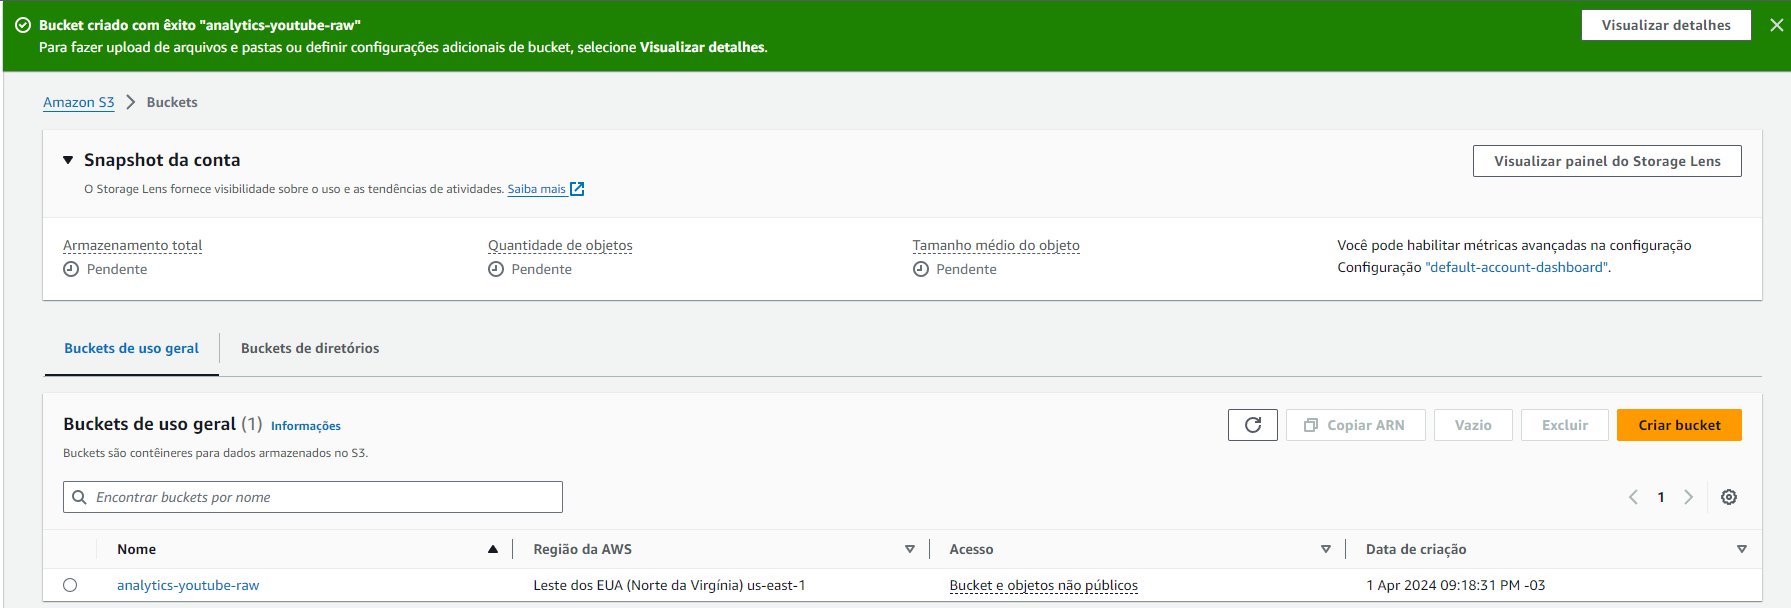 Bucket criado com êxito "analytics-youtube-raw"
Para fazer upload de arquivos e pastas ou definir configurações adicionais de bucket, selecione Visualizar detalhes.
Visualizar detalhes
Amazon S3 > Buckets
Snapshot da conta
O Storage Lens fornece visibilidade sobre o uso e as tendências de atividades. Saiba mais
Visualizar painel do Storage Lens
Armazenamento total
Pendente
Quantidade de objetos
Pendente
Tamanho médio do objeto
Pendente
Você pode habilitar métricas avançadas na configuração
Configuração "default-account-dashboard".
Buckets de uso geral
Buckets de diretórios
Buckets de uso geral (1) Informações
Buckets são contêineres para dados armazenados no S3.
Copiar ARN
Vazio
Excluir
Criar bucket
Encontrar buckets por nome
1
Nome Região da AWS Acesso Data de criação
analytics-youtube-raw Leste dos EUA (Norte da Virgínia) us-east-1 Bucket e objetos não públicos 1 Apr 2024 09:18:31 PM -03